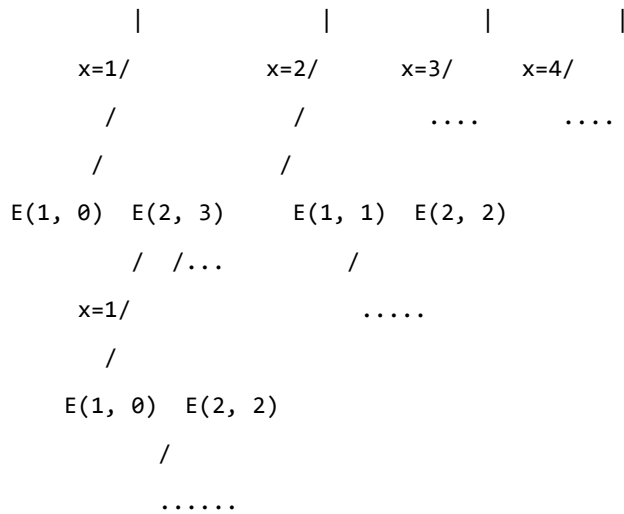 | | | |
x=1/ x=2/ x=3/ x=4/
/ / .... ....
/ /
E(1, 0) E(2, 3) E(1, 1) E(2, 2)
/ /... /
x=1/ .....
/
E(1, 0) E(2, 2)
/
......